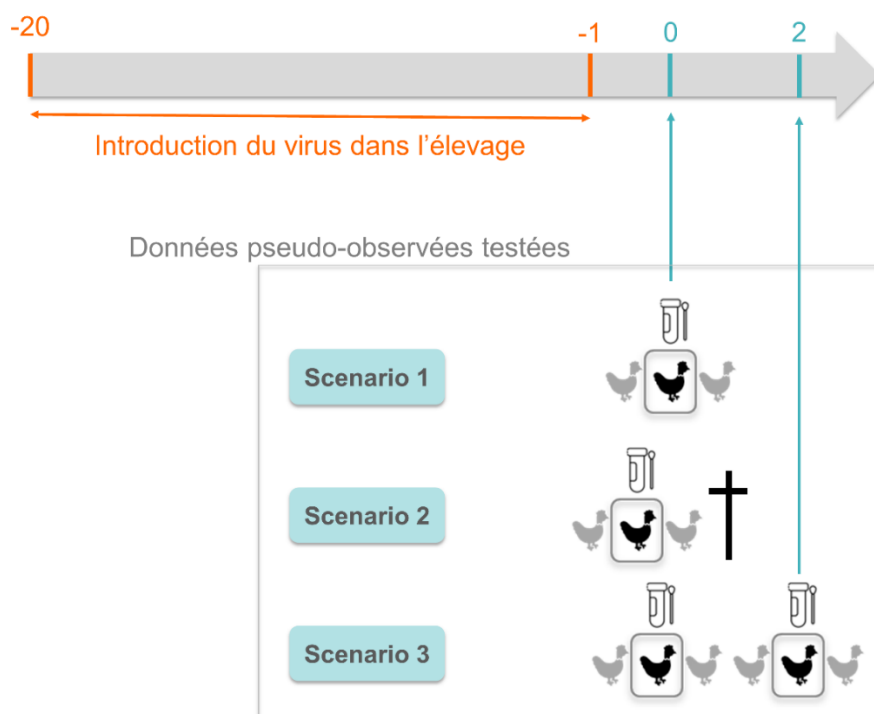 -20 -1 0 2
Introduction du virus dans l'élevage
Données pseudo-observées testées
Scenario 1
Scenario 2
Scenario 3